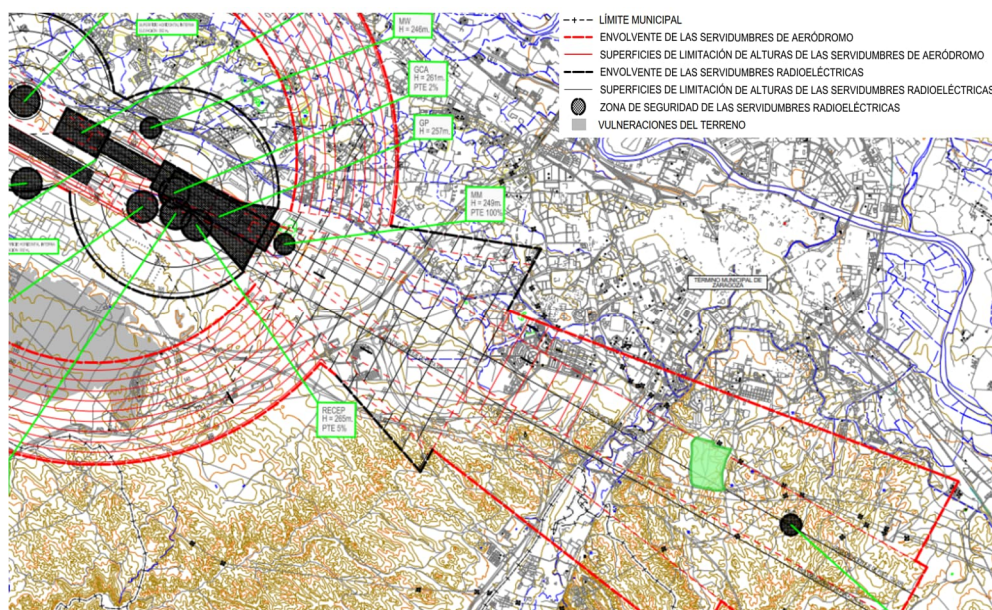 LÍMITE MUNICIPAL
ENVOLVENTE DE LAS SERVIDUMBRES DE AERÓDROMO
SUPERFICIES DE LIMITACIÓN DE ALTURAS DE LAS SERVIDUMBRES DE AERÓDROMO
ENVOLVENTE DE LAS SERVIDUMBRES RADIOELÉCTRICAS
SUPERFICIES DE LIMITACIÓN DE ALTURAS DE LAS SERVIDUMBRES RADIOELÉCTRICAS
ZONA DE SEGURIDAD DE LAS SERVIDUMBRES RADIOELÉCTRICAS
VULNERACIONES DEL TERRENO
MW
H = 246m.
GCA
H = 261m.
PTE 2%
GP
H = 257m.
MM
H = 249m.
PTE 100%
TÉRMINO MUNICIPAL DE
ZARAGOZA
RECEP
H = 265m.
PTE 5%